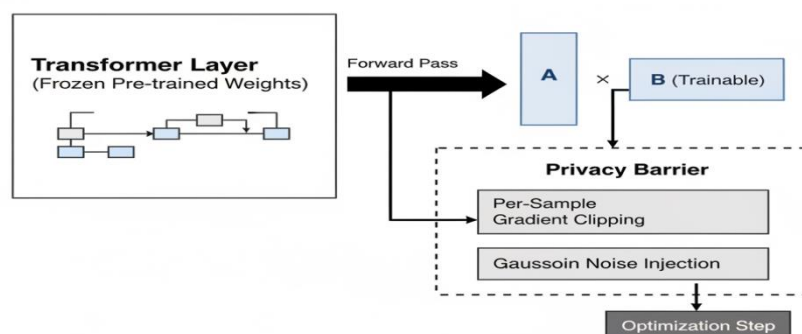 Transformer Layer
(Frozen Pre-trained Weights)
Forward Pass
A
×
B (Trainable)
Privacy Barrier
Per-Sample
Gradient Clipping
Gaussoin Noise Injection
Optimization Step